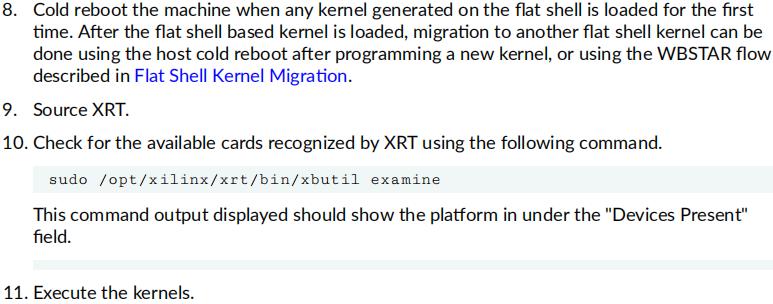 8. Cold reboot the machine when any kernel generated on the flat shell is loaded for the first
time. After the flat shell based kernel is loaded, migration to another flat shell kernel can be
done using the host cold reboot after programming a new kernel, or using the WBSTAR flow
described in Flat Shell Kernel Migration.
9. Source XRT.
10. Check for the available cards recognized by XRT using the following command.
sudo /opt/xilinx/xrt/bin/xbutil examine
This command output displayed should show the platform in under the "Devices Present"
field.
11. Execute the kernels.